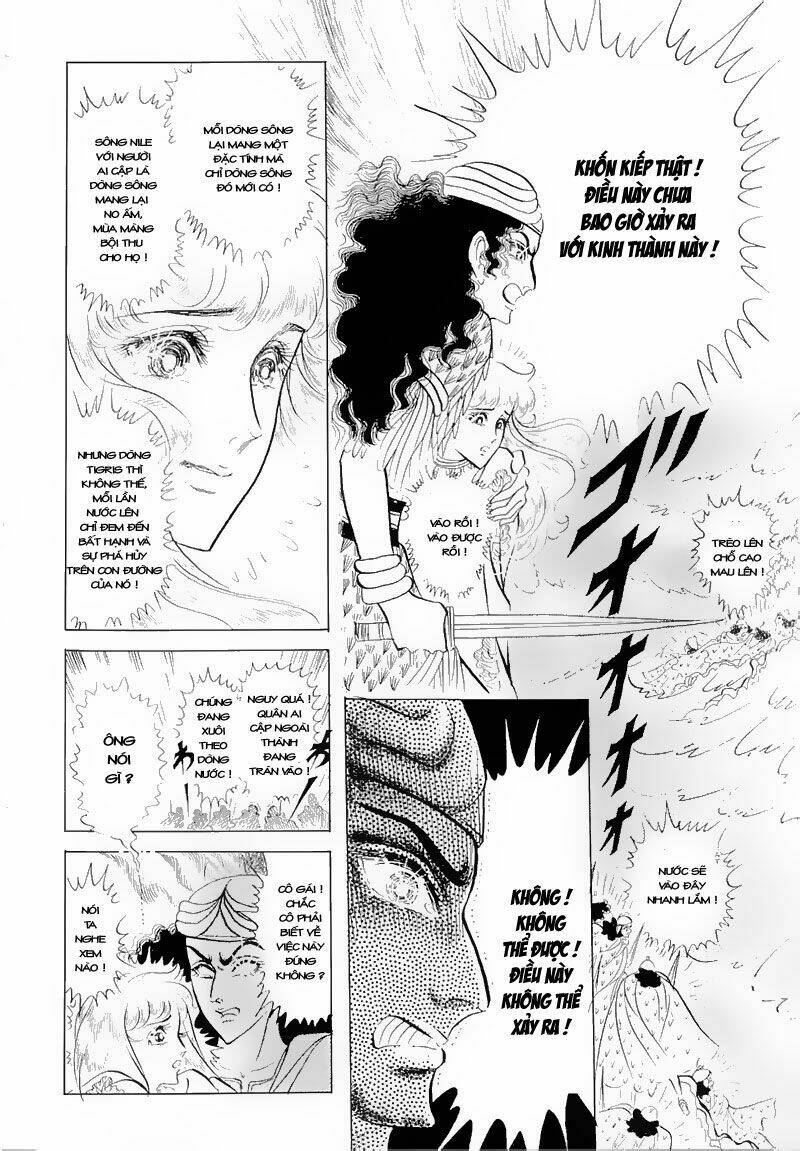 KHỐN KIẾP THẬT !
ĐIỀU NÀY CHƯA
BAO GIỜ XẢY RA
VỚI KINH THÀNH NÀY !
VÀO RỒI !
VÀO ĐƯỢC
RỒI !
TRÈO LÊN
CHỖ CAO
MAU LÊN !
ゴオオオオオオ
NƯỚC SẼ
VÀO ĐÂY
NHANH LẮM !
KHÔNG !
KHÔNG
THỂ ĐƯỢC !
ĐIỀU NÀY
KHÔNG THỂ
XẢY RA !
MỖI DÒNG SÔNG
LẠI MANG MỘT
ĐẶC TÍNH MÀ
CHỈ DÒNG SÔNG
ĐÓ MỚI CÓ !
SÔNG NILE
VỚI NGƯỜI
AI CẬP LÀ
DÒNG SÔNG
MANG LẠI
NO ẤM,
MÙA MÀNG
BỘI THU
CHO HỌ !
NHƯNG DÒNG
TIGRIS THÌ
KHÔNG THẾ,
MỖI LẦN
NƯỚC LÊN
CHỈ ĐEM ĐẾN
BẤT HẠNH VÀ
SỰ PHÁ HỦY
TRÊN CON ĐƯỜNG
CỦA NÓ !
NGUY QUÁ !
QUÂN AI
CẬP NGOÀI
THÀNH
ĐANG
TRÀN VÀO !
CHÚNG
ĐANG
XUÔI
THEO
DÒNG
NƯỚC !
わ
わ
ÔNG
NÓI
GÌ ?
CÔ GÁI !
CHẮC
CÔ PHẢI
BIẾT VỀ
VIỆC NÀY
ĐÚNG
KHÔNG ?
NÓI
TA
NGHE
XEM
NÀO !